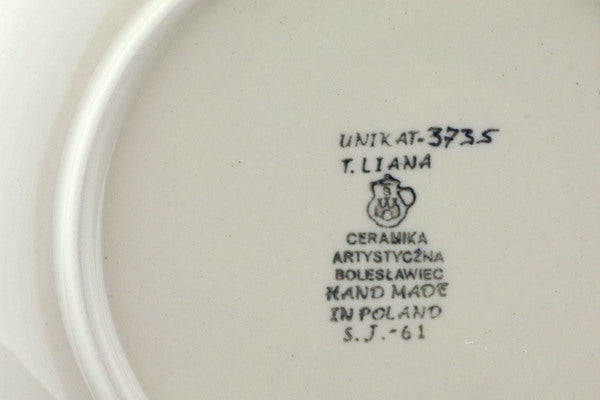 UNIKAT-3735
T. LIANA
CERAMIKA
ARTYSTYCZNA
BOLESŁAWIEC
HAND MADE
IN POLAND
S.J.-61